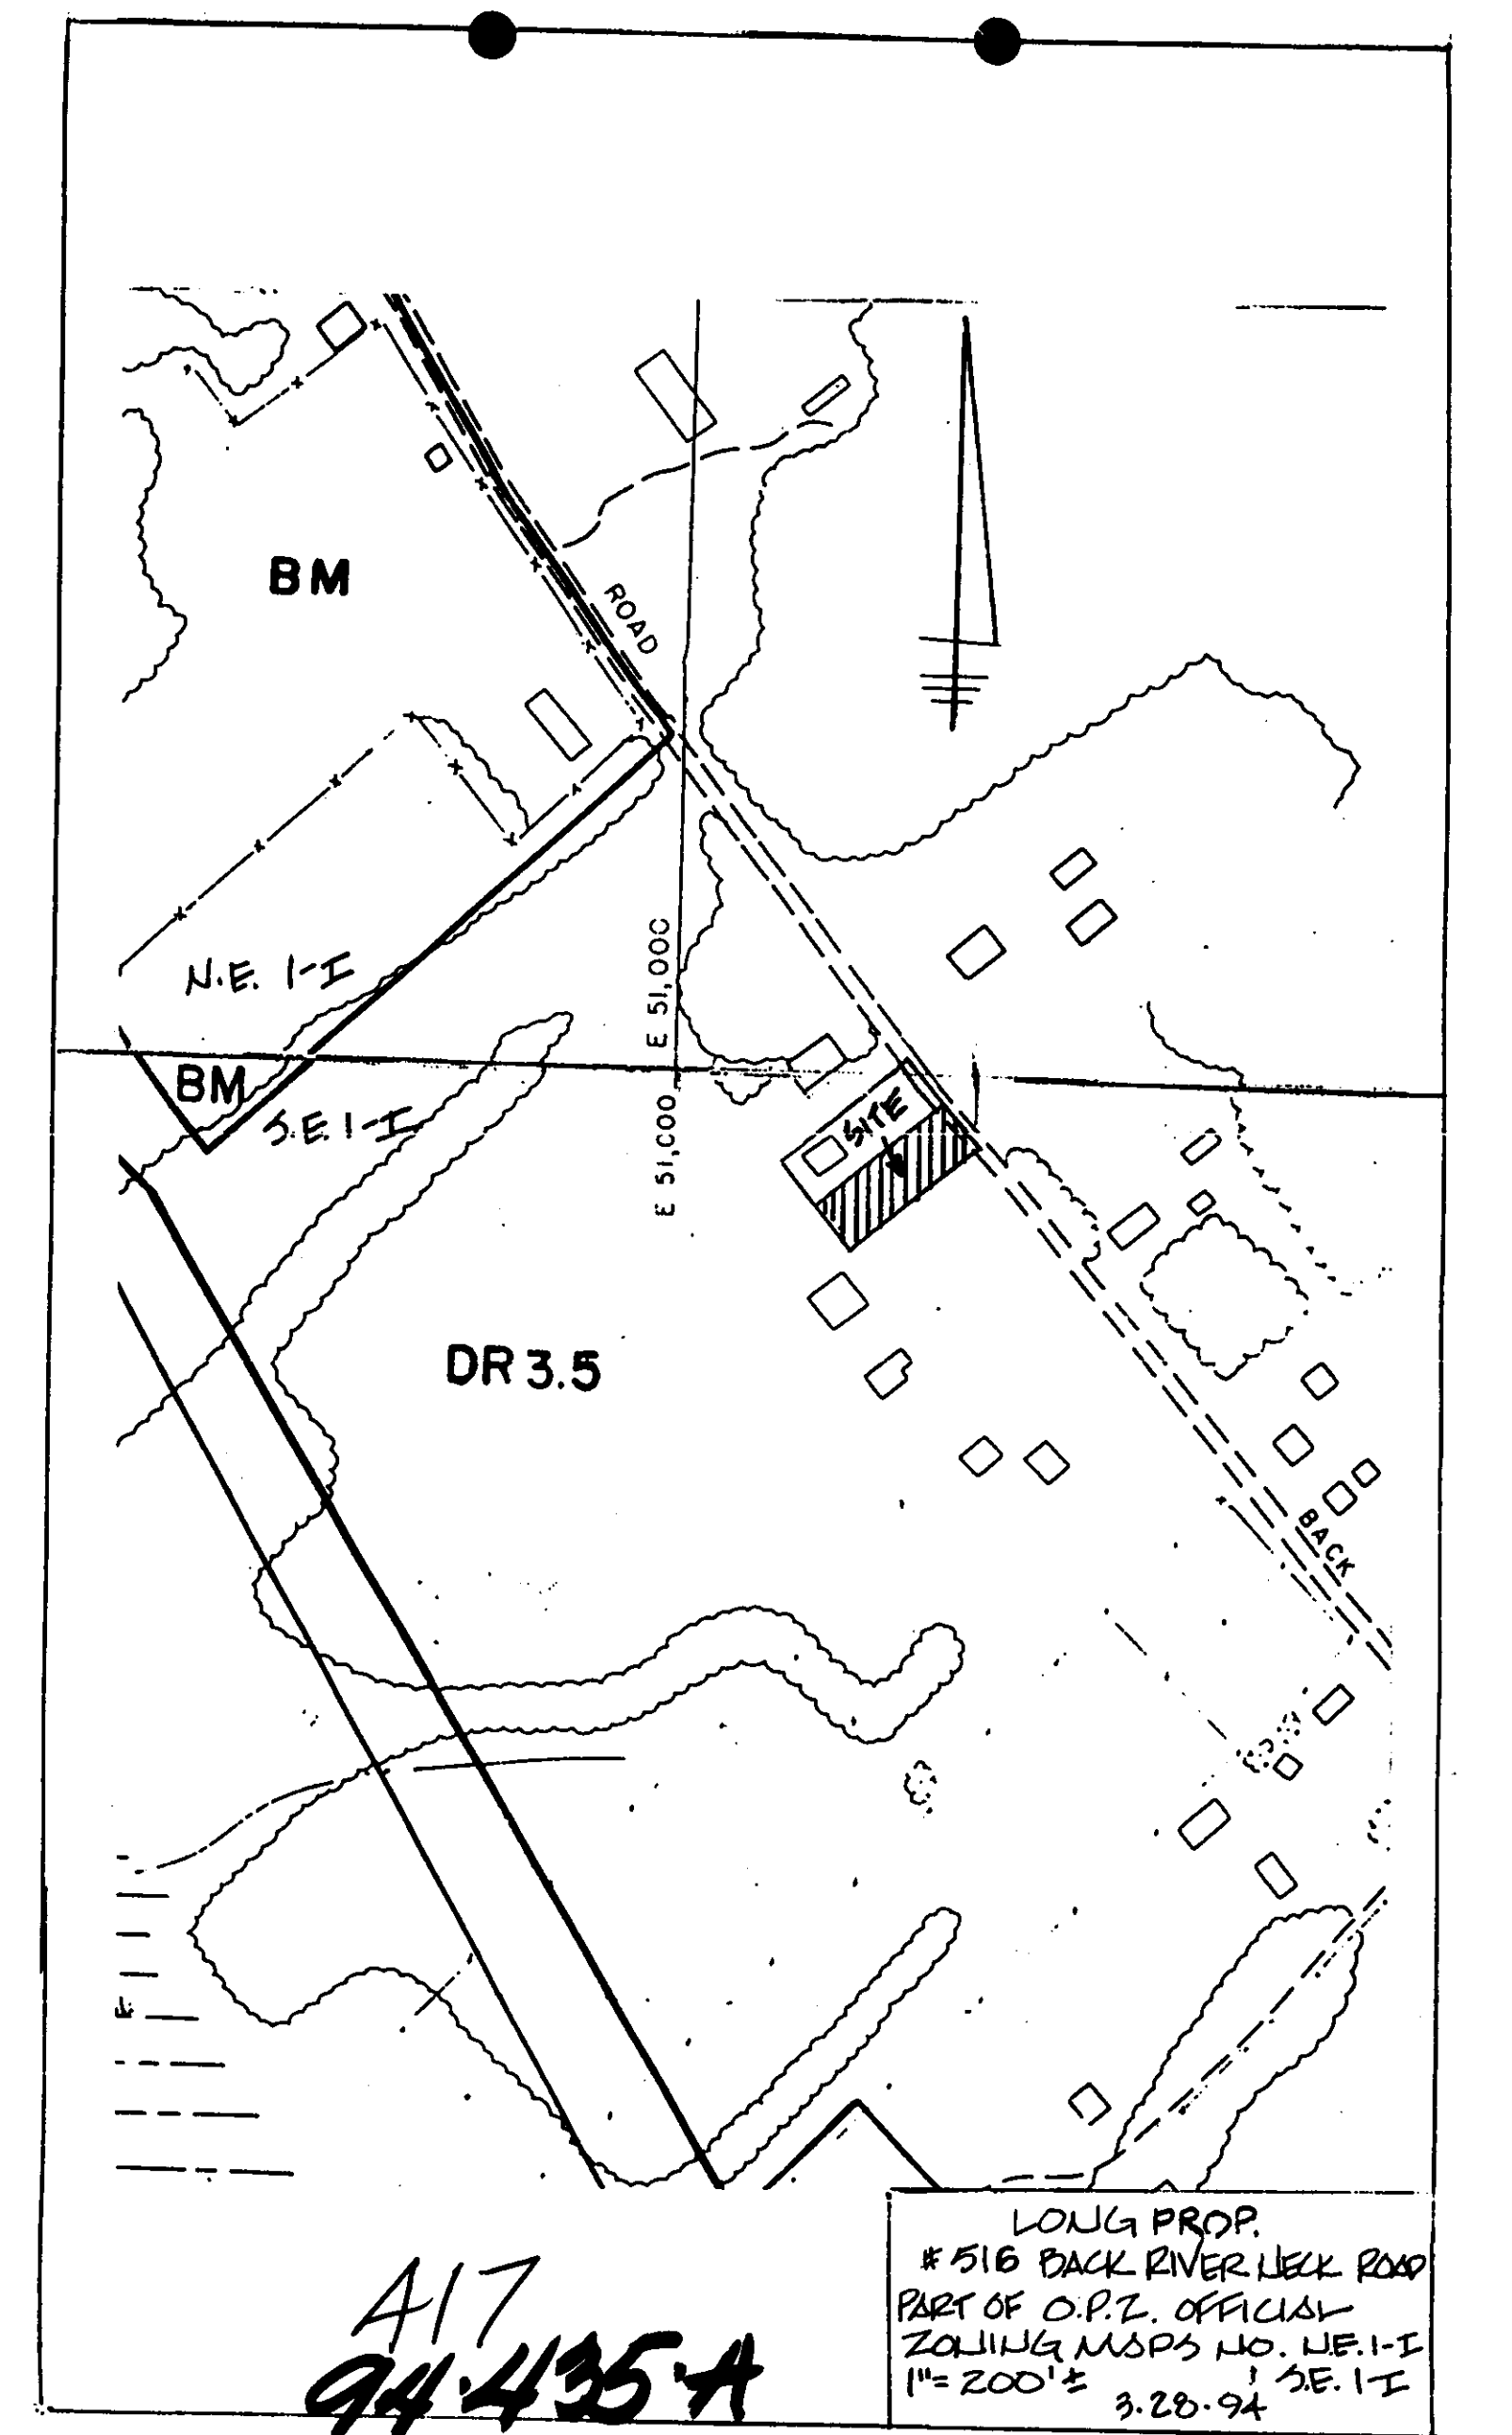 BM
ROAD
E 51,000
N.E. 1-I
BM
S.E. 1-I
E 51,000
SITE
DR 3.5
BACK
LONG PROP.
# 516 BACK RIVER NECK ROAD
PART OF O.P.Z. OFFICIAL
ZONING MAPS NO. N.E. 1-I
1"= 200'± ' S.E. 1-I
3.28.94
417
94-435-A